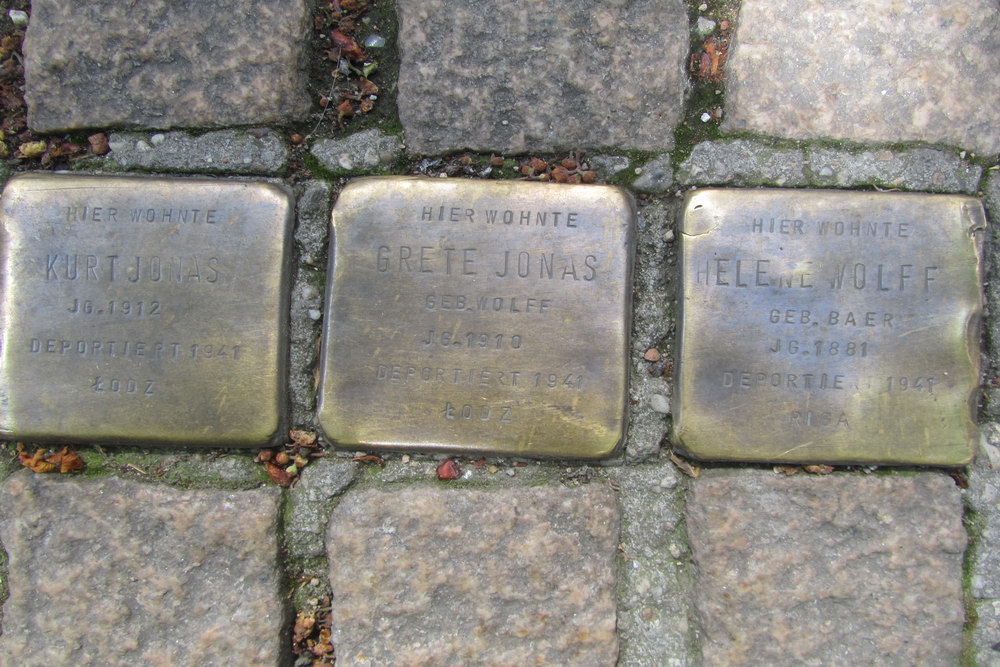 HIER WOHNTE
KURT JONAS
JG. 1912
DEPORTIERT 1941
ŁODZ
HIER WOHNTE
GRETE JONAS
GEB. WOLFF
JG. 1910
DEPORTIERT 1941
ŁODZ
HIER WOHNTE
HELENE WOLFF
GEB. BAER
JG. 1881
DEPORTIERT 1941
RIGA